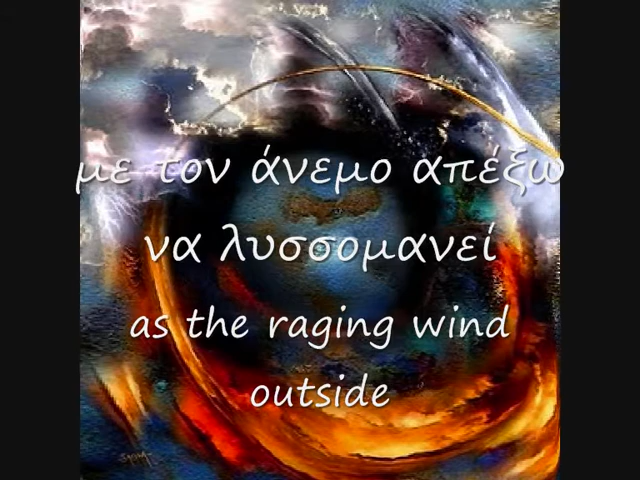 με τον άνεμο απέξω
να λυσσομανεί
as the raging wind
outside